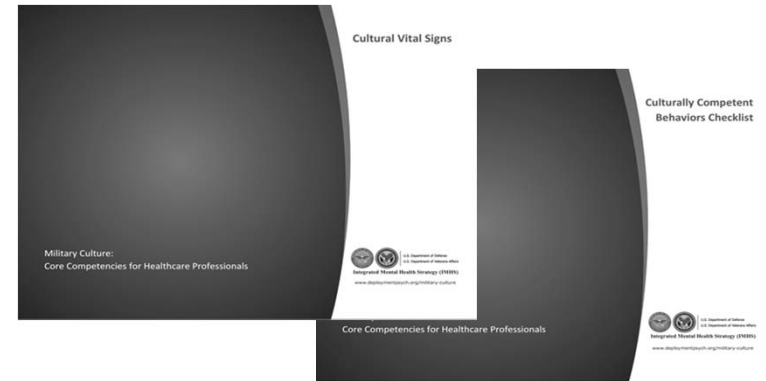 Cultural Vital Signs
Military Culture:
Core Competencies for Healthcare Professionals
U.S. Department of Defense
U.S. Department of Veterans Affairs
Integrated Mental Health Strategy (IMHS)
www.deploymentpsych.org/military-culture
Culturally Competent
Behaviors Checklist
Core Competencies for Healthcare Professionals
U.S. Department of Defense
U.S. Department of Veterans Affairs
Integrated Mental Health Strategy (IMHS)
www.deploymentpsych.org/military-culture